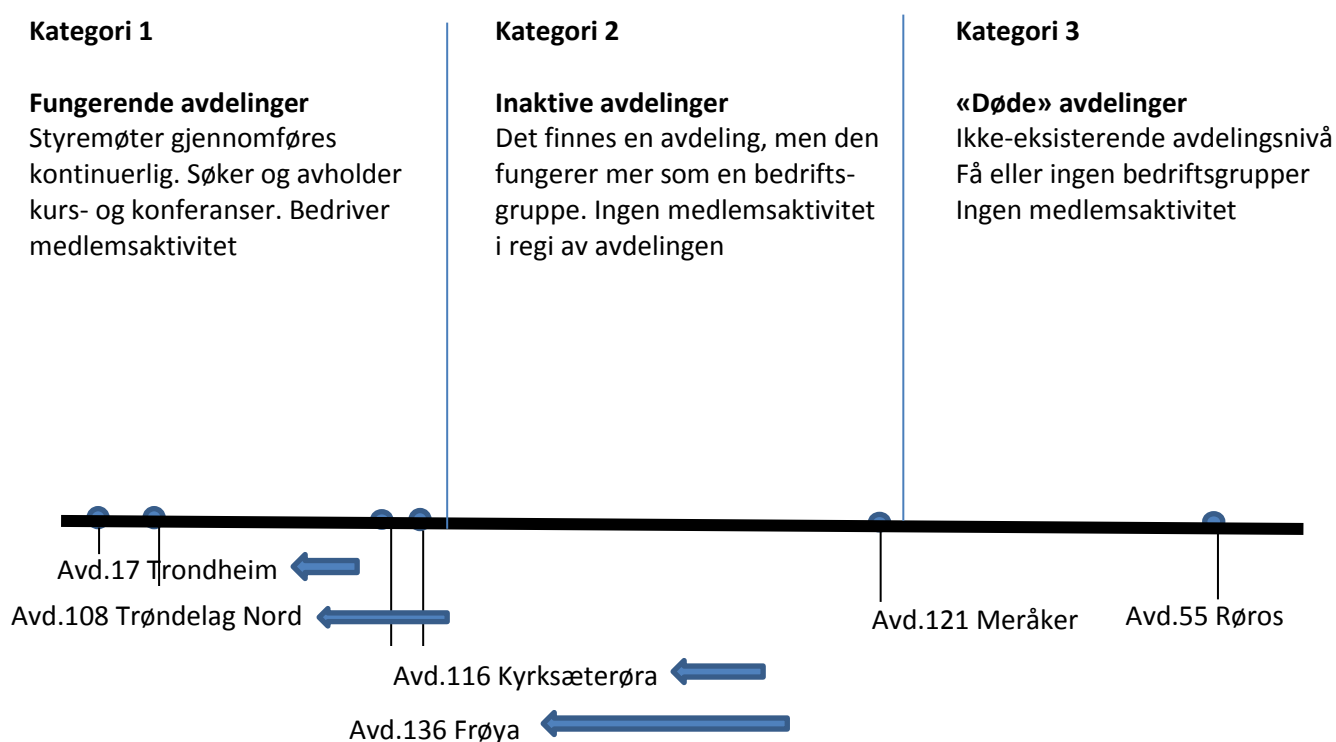 Kategori 1
Fungerende avdelinger
Styremøter gjennomføres
kontinuerlig. Søker og avholder
kurs- og konferanser. Bedriver
medlemsaktivitet
Kategori 2
Inaktive avdelinger
Det finnes en avdeling, men den
fungerer mer som en bedrifts-
gruppe. Ingen medlemsaktivitet
i regi av avdelingen
Kategori 3
«Døde» avdelinger
Ikke-eksisterende avdelingsnivå
Få eller ingen bedriftsgrupper
Ingen medlemsaktivitet
Avd.17 Trondheim
Avd.108 Trøndelag Nord
Avd.116 Kyrksæterøra
Avd.136 Frøya
Avd.121 Meråker
Avd.55 Røros